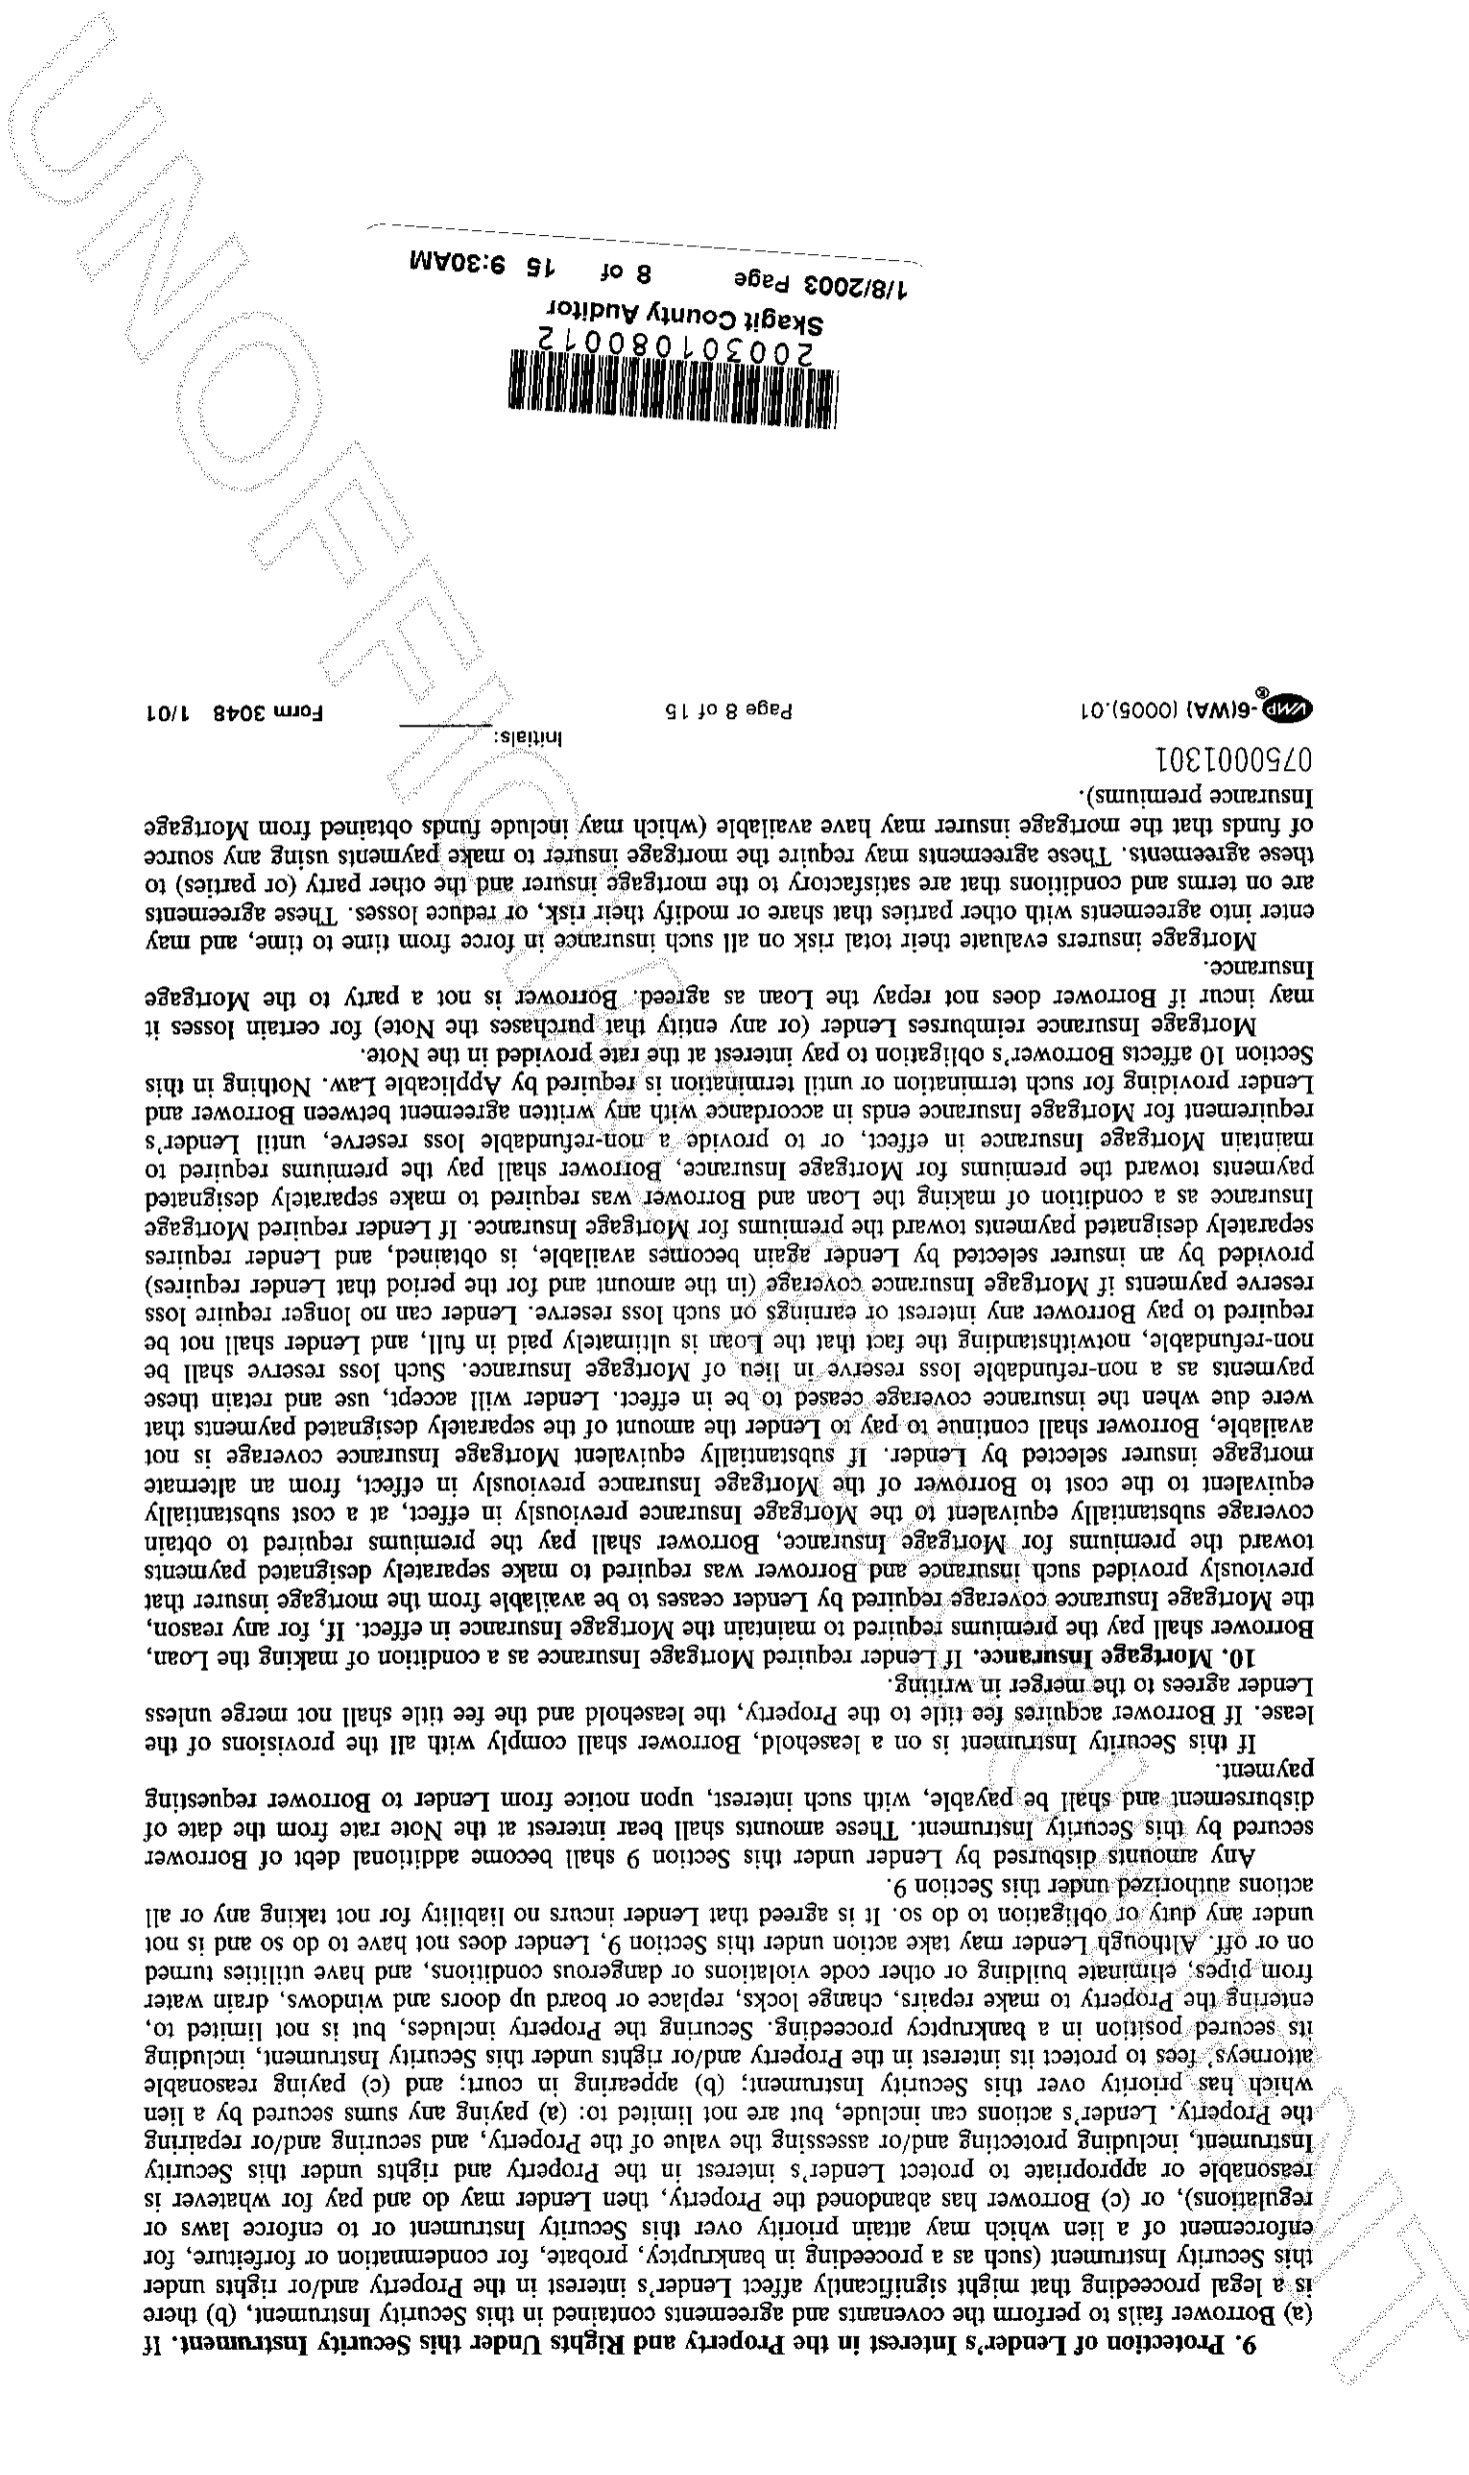 9. Protection of Lender's Interest in the Property and Rights Under this Security Instrument. If
(a) Borrower fails to perform the covenants and agreements contained in this Security Instrument, (b) there
is a legal proceeding that might significantly affect Lender's interest in the Property and/or rights under
this Security Instrument (such as a proceeding in bankruptcy, probate, for condemnation or forfeiture, for
enforcement of a lien which may attain priority over this Security Instrument or to enforce laws or
regulations), or (c) Borrower has abandoned the Property, then Lender may do and pay for whatever is
reasonable or appropriate to protect Lender's interest in the Property and rights under this Security
Instrument, including protecting and/or assessing the value of the Property, and securing and/or repairing
the Property. Lender's actions can include, but are not limited to: (a) paying any sums secured by a lien
which has priority over this Security Instrument; (b) appearing in court; and (c) paying reasonable
attorneys' fees to protect its interest in the Property and/or rights under this Security Instrument, including
its secured position in a bankruptcy proceeding. Securing the Property includes, but is not limited to,
entering the Property to make repairs, change locks, replace or board up doors and windows, drain water
from pipes, eliminate building or other code violations or dangerous conditions, and have utilities turned
on or off. Although Lender may take action under this Section 9, Lender does not have to do so and is not
under any duty or obligation to do so. It is agreed that Lender incurs no liability for not taking any or all
actions authorized under this Section 9.
Any amounts disbursed by Lender under this Section 9 shall become additional debt of Borrower
secured by this Security Instrument. These amounts shall bear interest at the Note rate from the date of
disbursement and shall be payable, with such interest, upon notice from Lender to Borrower requesting
payment.
If this Security Instrument is on a leasehold, Borrower shall comply with all the provisions of the
lease. If Borrower acquires fee title to the Property, the leasehold and the fee title shall not merge unless
Lender agrees to the merger in writing.
10. Mortgage Insurance. If Lender required Mortgage Insurance as a condition of making the Loan,
Borrower shall pay the premiums required to maintain the Mortgage Insurance in effect. If, for any reason,
the Mortgage Insurance coverage required by Lender ceases to be available from the mortgage insurer that
previously provided such insurance and Borrower was required to make separately designated payments
toward the premiums for Mortgage Insurance, Borrower shall pay the premiums required to obtain
coverage substantially equivalent to the Mortgage Insurance previously in effect, at a cost substantially
equivalent to the cost to Borrower of the Mortgage Insurance previously in effect, from an alternate
mortgage insurer selected by Lender. If substantially equivalent Mortgage Insurance coverage is not
available, Borrower shall continue to pay to Lender the amount of the separately designated payments that
were due when the insurance coverage ceased to be in effect. Lender will accept, use and retain these
payments as a non-refundable loss reserve in lieu of Mortgage Insurance. Such loss reserve shall be
non-refundable, notwithstanding the fact that the Loan is ultimately paid in full, and Lender shall not be
required to pay Borrower any interest or earnings on such loss reserve. Lender can no longer require loss
reserve payments if Mortgage Insurance coverage (in the amount and for the period that Lender requires)
provided by an insurer selected by Lender again becomes available, is obtained, and Lender requires
separately designated payments toward the premiums for Mortgage Insurance. If Lender required Mortgage
Insurance as a condition of making the Loan and Borrower was required to make separately designated
payments toward the premiums for Mortgage Insurance, Borrower shall pay the premiums required to
maintain Mortgage Insurance in effect, or to provide a non-refundable loss reserve, until Lender's
requirement for Mortgage Insurance ends in accordance with any written agreement between Borrower and
Lender providing for such termination or until termination is required by Applicable Law. Nothing in this
Section 10 affects Borrower's obligation to pay interest at the rate provided in the Note.
Mortgage Insurance reimburses Lender (or any entity that purchases the Note) for certain losses it
may incur if Borrower does not repay the Loan as agreed. Borrower is not a party to the Mortgage
Insurance.
Mortgage insurers evaluate their total risk on all such insurance in force from time to time, and may
enter into agreements with other parties that share or modify their risk, or reduce losses. These agreements
are on terms and conditions that are satisfactory to the mortgage insurer and the other party (or parties) to
these agreements. These agreements may require the mortgage insurer to make payments using any source
of funds that the mortgage insurer may have available (which may include funds obtained from Mortgage
Insurance premiums).
0750001301
Initials:
VMP®-6(WA) (0005).01 Page 8 of 15 Form 3048 1/01
200301080012
Skagit County Auditor
1/8/2003 Page 8 of 15 9:30AM
UNOFFICIAL DOCUMENT